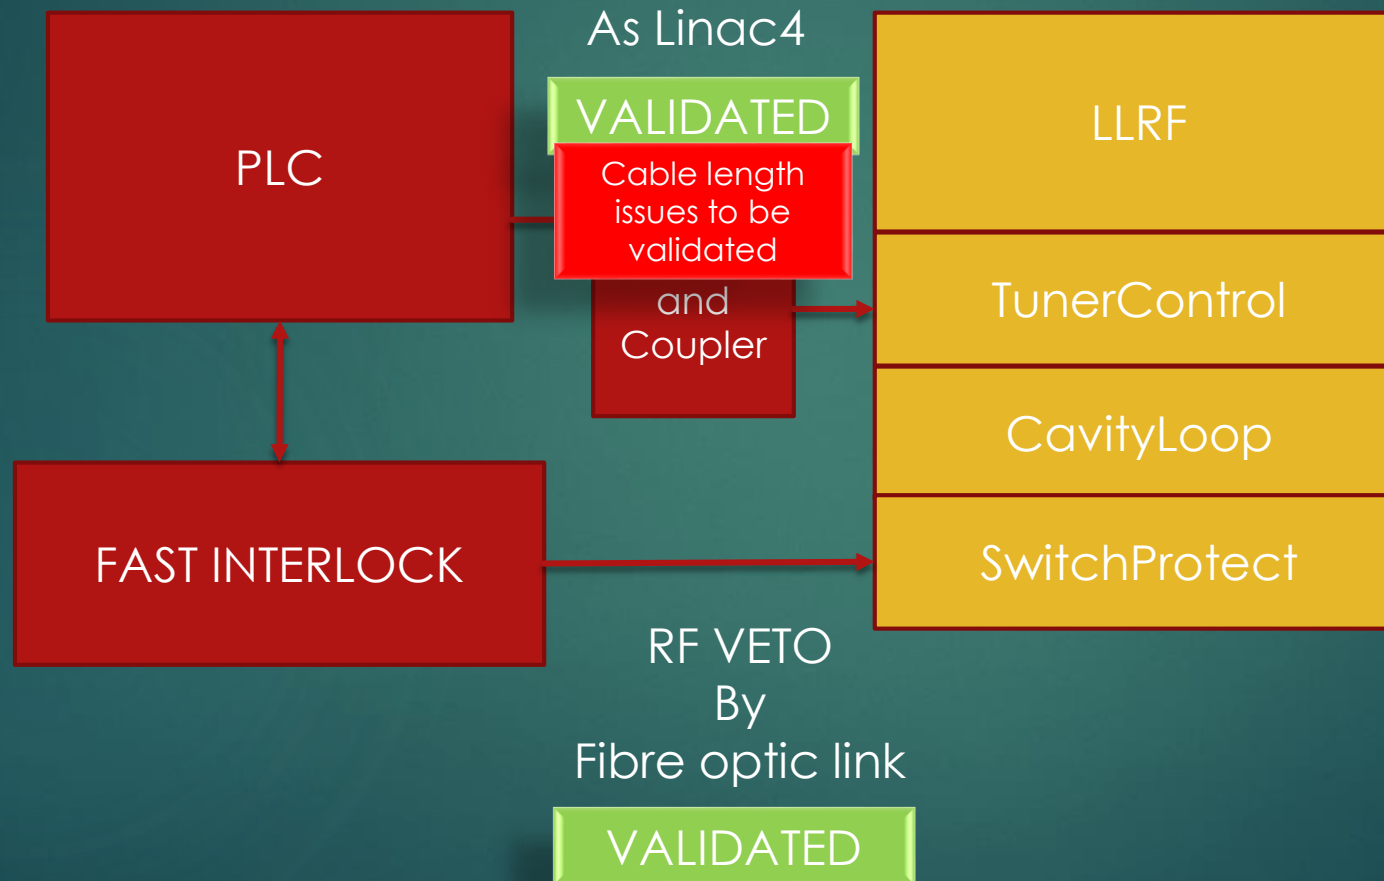 As Linac4
VALIDATED
PLC
Cable length
issues to be
validated
and
Coupler
LLRF
TunerControl
CavityLoop
SwitchProtect
FAST INTERLOCK
RF VETO
By
Fibre optic link
VALIDATED